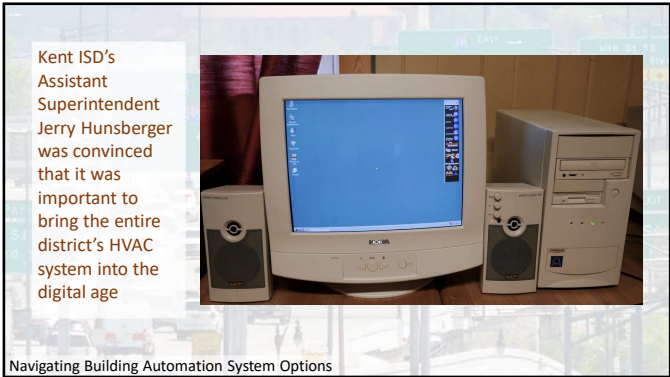 Kent ISD's
Assistant
Superintendent
Jerry Hunsberger
was convinced
that it was
important to
bring the entire
district's HVAC
system into the
digital age
Navigating Building Automation System Options